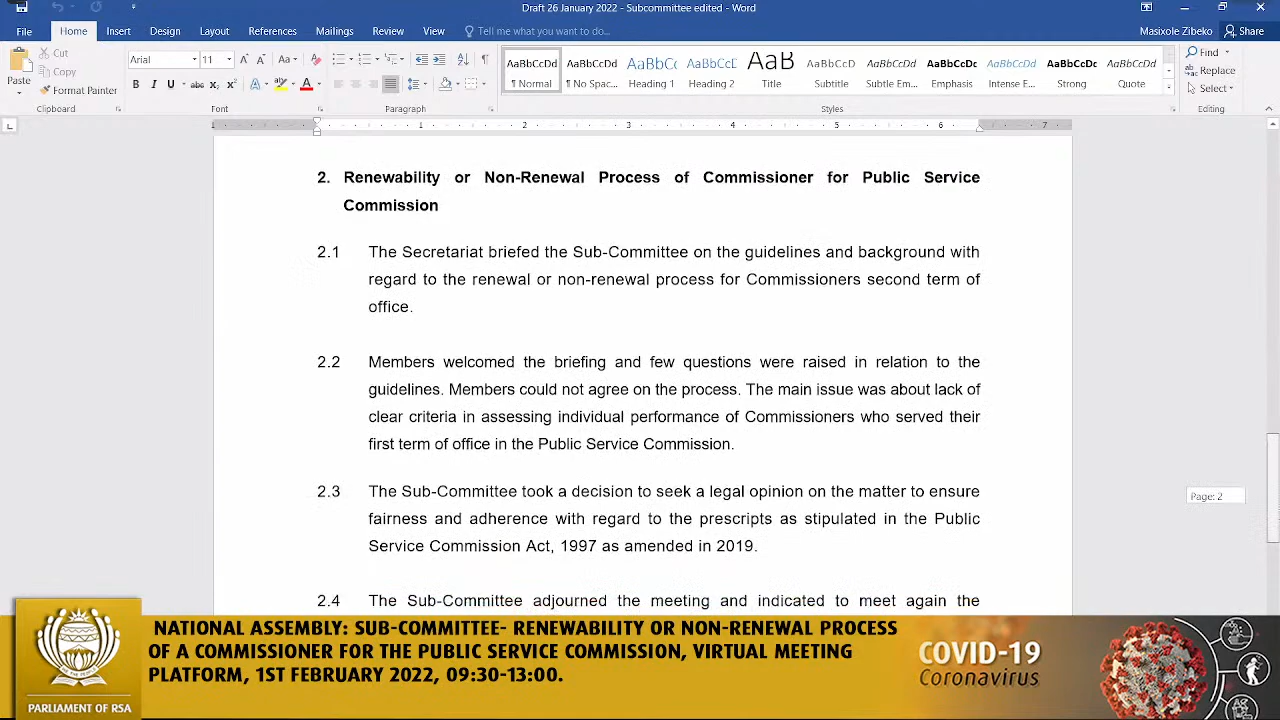 Draft 26 January 2022 - Subcommittee edited - Word
File Home Insert Design Layout References Mailings Review View Tell me what you want to do... Masixole Zibeko Share
Cut
Copy
Format Painter
Paste
Clipboard
Arial 11
Font
Paragraph
AaBbCcDd AaBbCcDd AaBbCc AaBbCcD AaB AaBbCcD AaBbCcDd AaBbCcDd AaBbCcDd AaBbCcDd AaBbCcDd
¶ Normal ¶ No Spac... Heading 1 Heading 2 Title Subtitle Subtle Em... Emphasis Intense E... Strong Quote
Styles
Find
Replace
Select
Editing
1 1 2 3 4 5 6 7
2. Renewability or Non-Renewal Process of Commissioner for Public Service
Commission
2.1 The Secretariat briefed the Sub-Committee on the guidelines and background with
regard to the renewal or non-renewal process for Commissioners second term of
office.
2.2 Members welcomed the briefing and few questions were raised in relation to the
guidelines. Members could not agree on the process. The main issue was about lack of
clear criteria in assessing individual performance of Commissioners who served their
first term of office in the Public Service Commission.
2.3 The Sub-Committee took a decision to seek a legal opinion on the matter to ensure
fairness and adherence with regard to the prescripts as stipulated in the Public
Service Commission Act, 1997 as amended in 2019.
Page: 2
2.4 The Sub-Committee adjourned the meeting and indicated to meet again the
NATIONAL ASSEMBLY: SUB-COMMITTEE- RENEWABILITY OR NON-RENEWAL PROCESS
OF A COMMISSIONER FOR THE PUBLIC SERVICE COMMISSION, VIRTUAL MEETING
PLATFORM, 1ST FEBRUARY 2022, 09:30-13:00.
PARLIAMENT OF RSA
COVID-19
Coronavirus